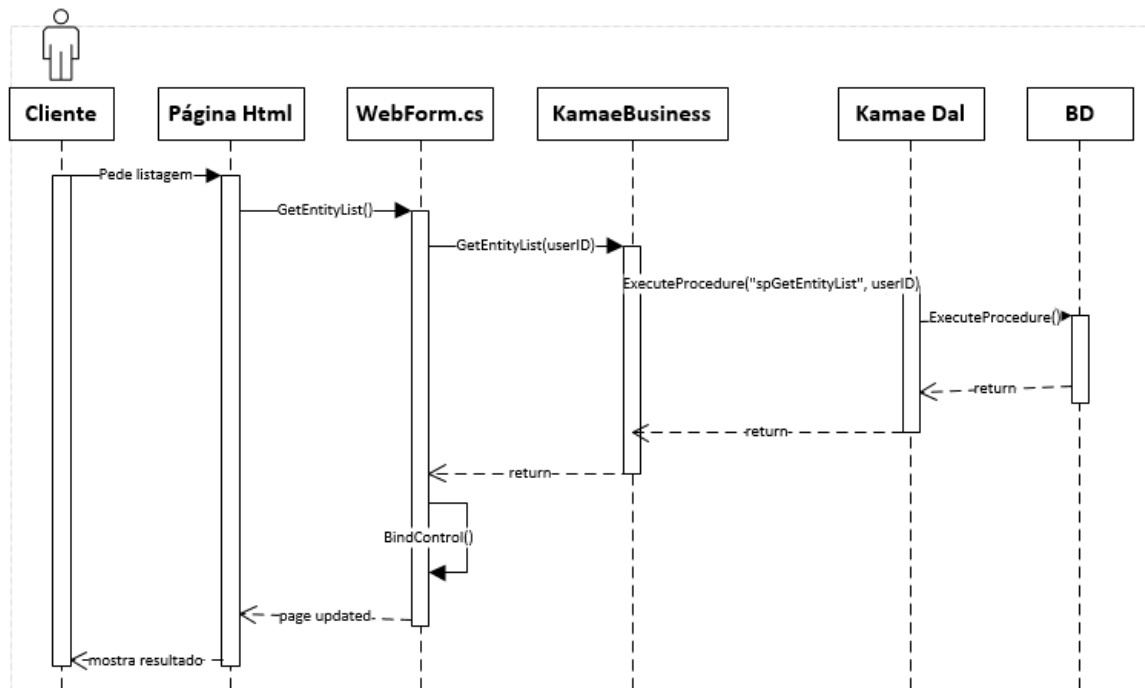 Cliente
Página Html
WebForm.cs
KamaeBusiness
Kamae Dal
BD
Pede listagem
GetEntityList()
GetEntityList(userID)
ExecuteProcedure("spGetEntityList", userID)
ExecuteProcedure()
return
return
return
BindControl()
page updated
mostra resultado